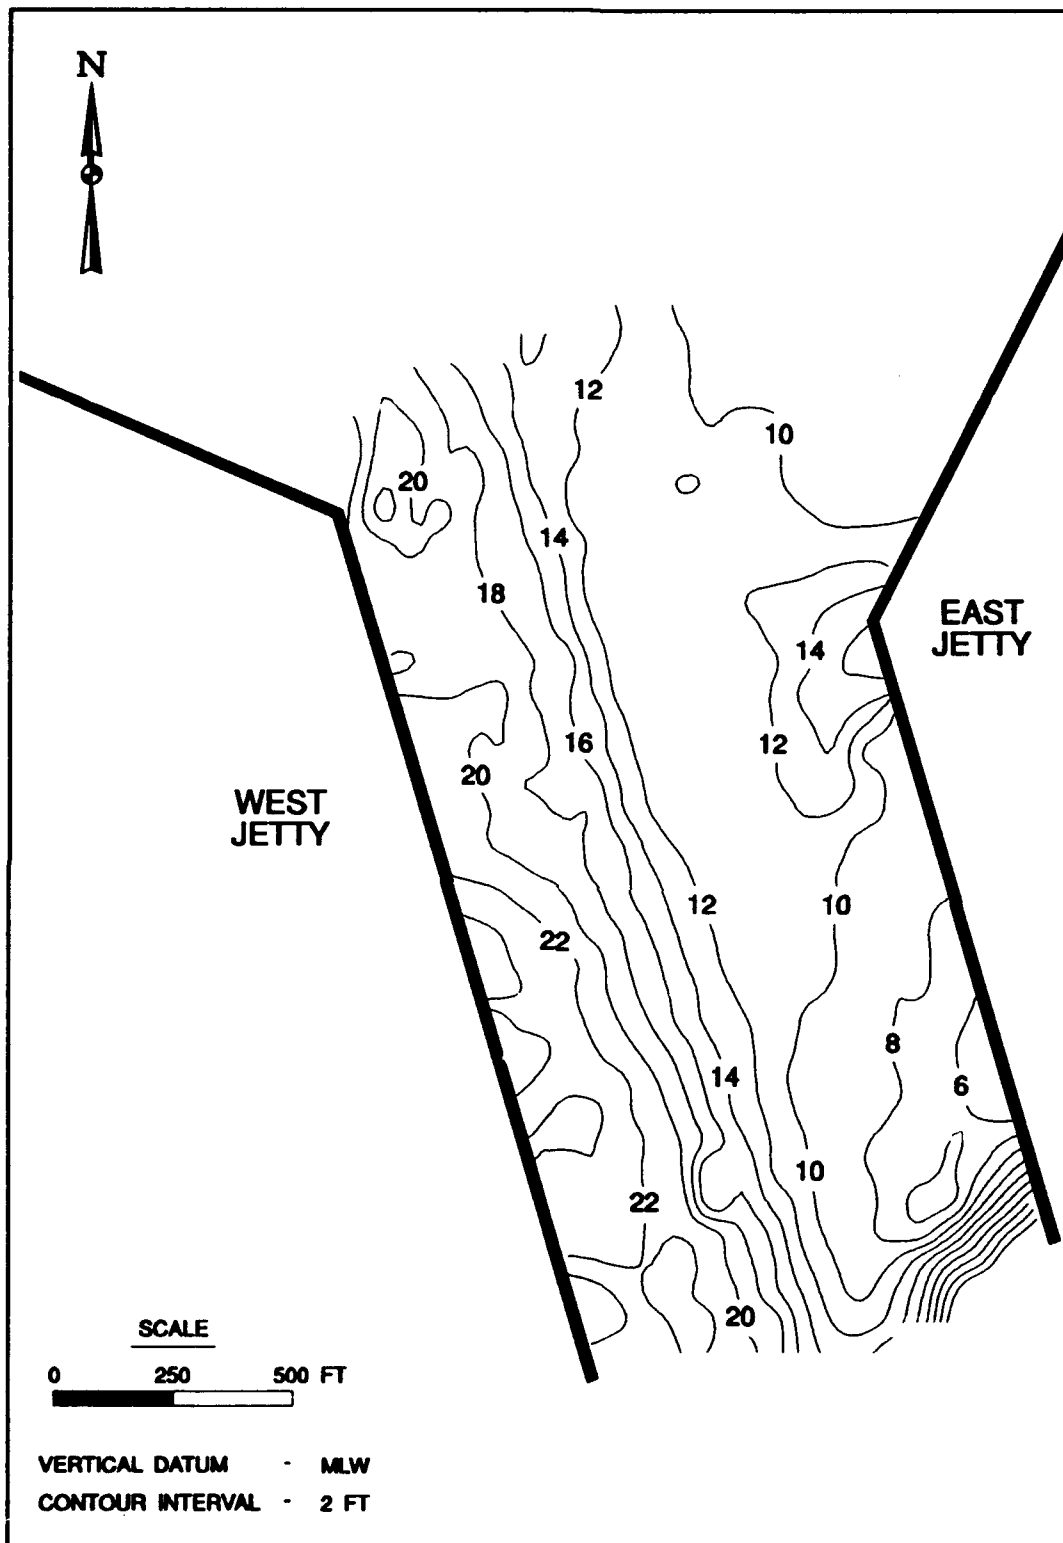 N
12
10
20
14
18
EAST
JETTY
14
16
12
20
WEST
JETTY
12
10
22
8
14
6
10
22
20
SCALE
0 250 500 FT
VERTICAL DATUM - MLW
CONTOUR INTERVAL - 2 FT